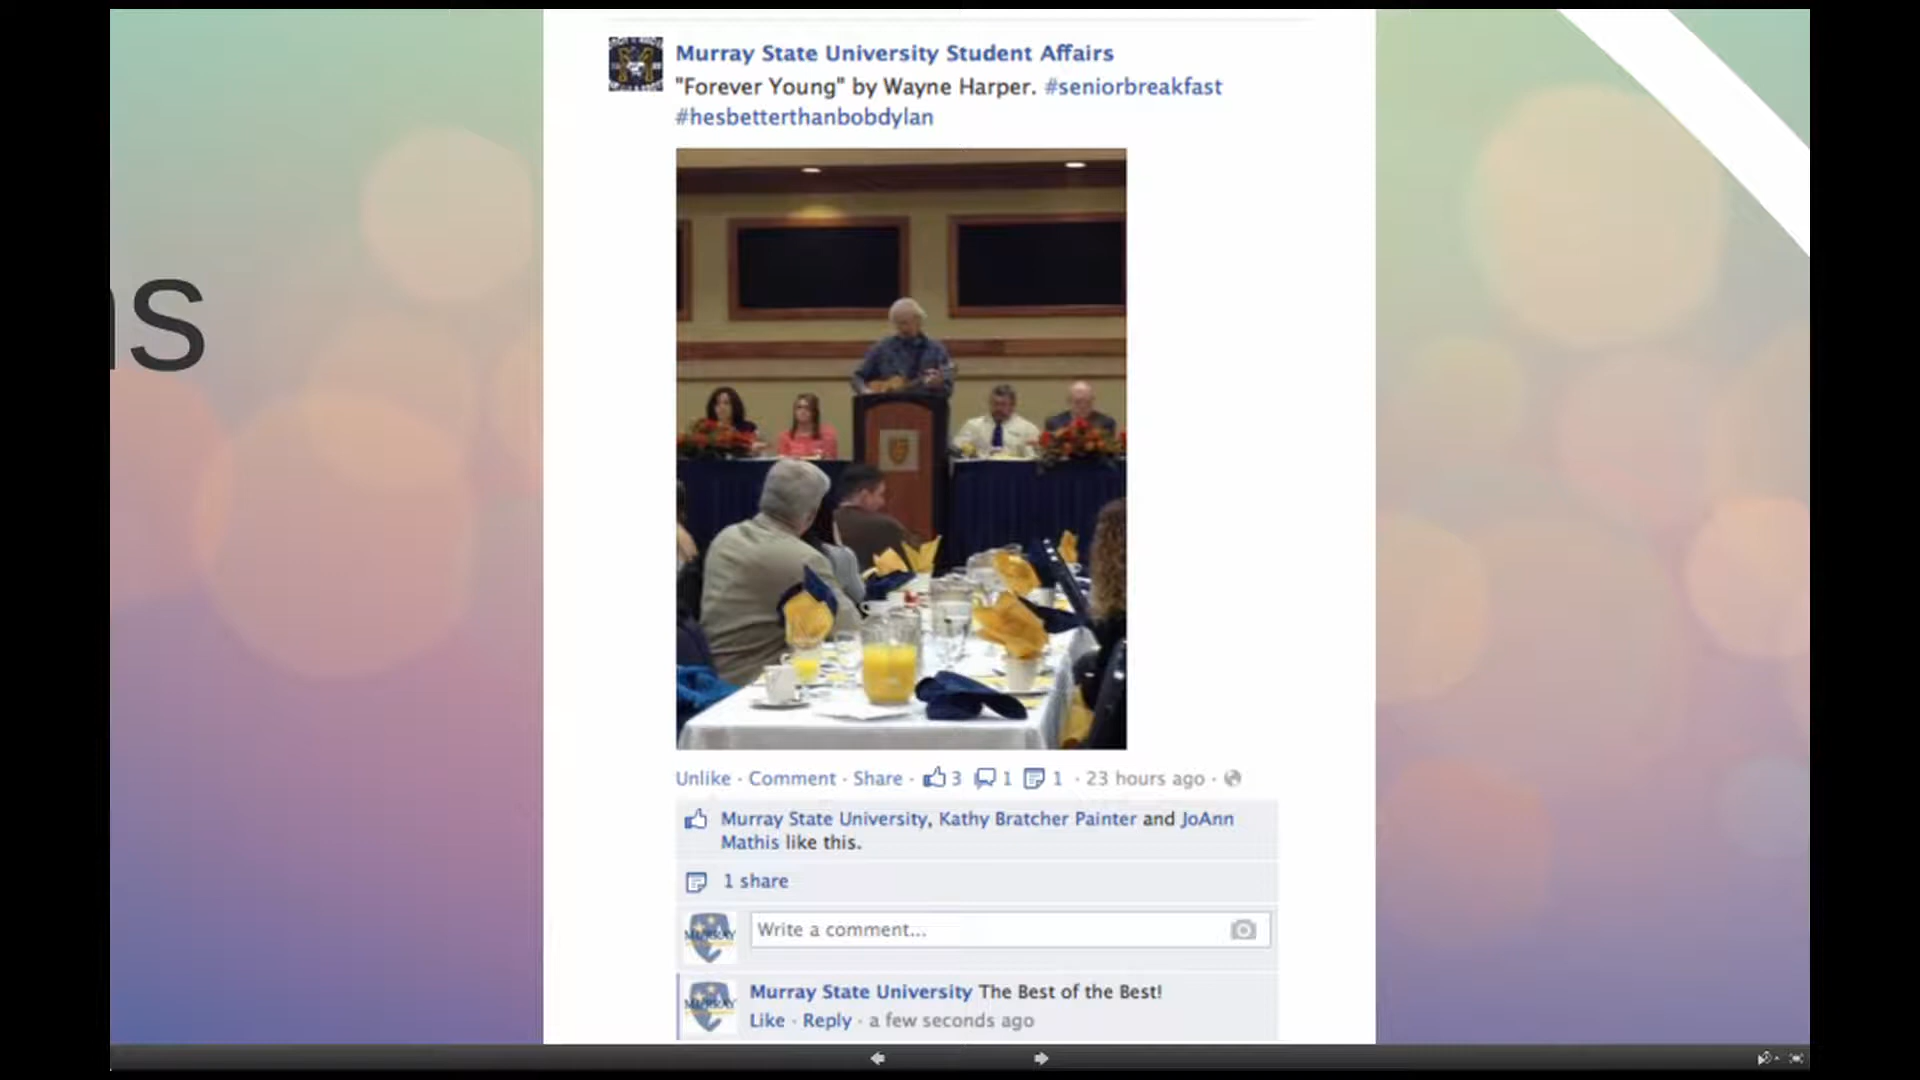 Murray State University Student Affairs
"Forever Young" by Wayne Harper. #seniorbreakfast
#hesbetterthanbobdylan
s
Unlike · Comment · Share · 3 1 1 · 23 hours ago ·
Murray State University, Kathy Bratcher Painter and JoAnn
Mathis like this.
1 share
MURRAY
Write a comment...
MURRAY
Murray State University The Best of the Best!
Like · Reply · a few seconds ago